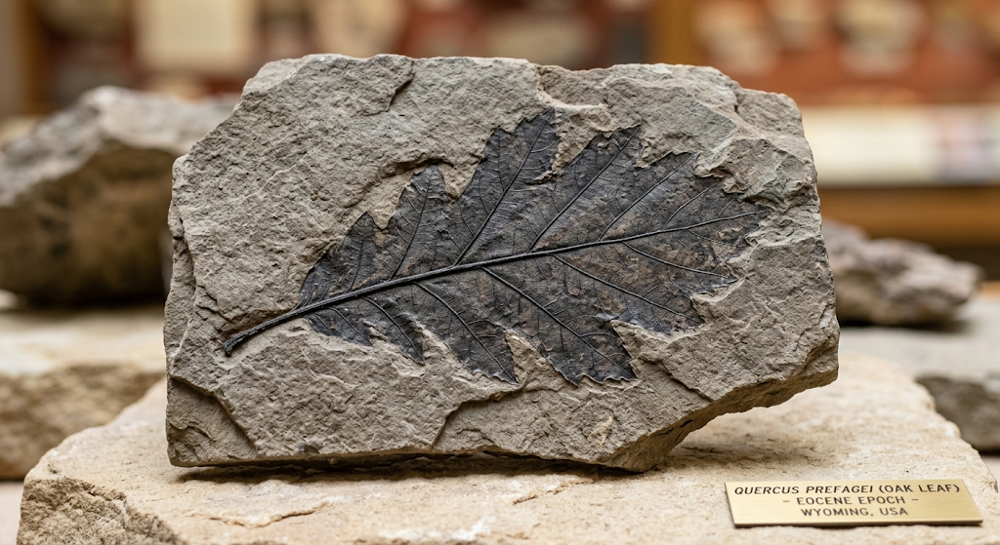 QUERCUS PREFAGEI (OAK LEAF)
– EOCENE EPOCH –
WYOMING, USA